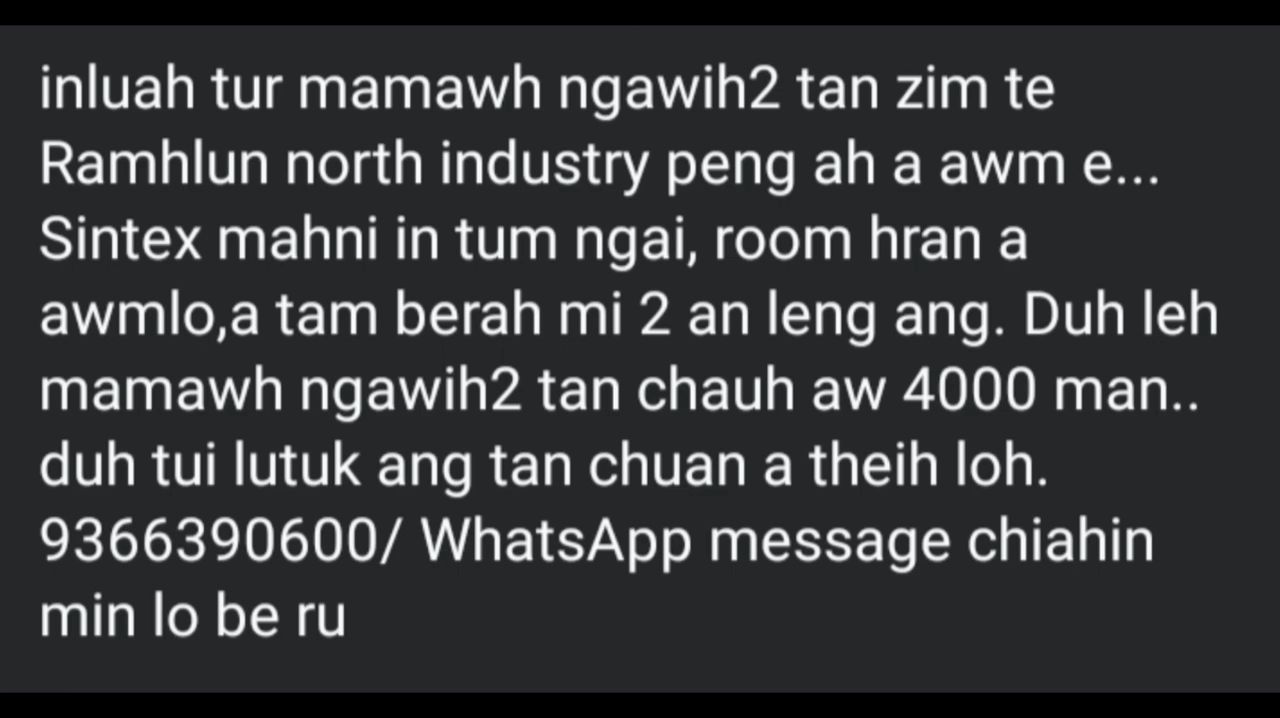 inluah tur mamawh ngawih2 tan zim te
Ramhlun north industry peng ah a awm e...
Sintex mahni in tum ngai, room hran a
awmlo,a tam berah mi 2 an leng ang. Duh leh
mamawh ngawih2 tan chauh aw 4000 man..
duh tui lutuk ang tan chuan a theih loh.
9366390600/ WhatsApp message chiahin
min lo be ru